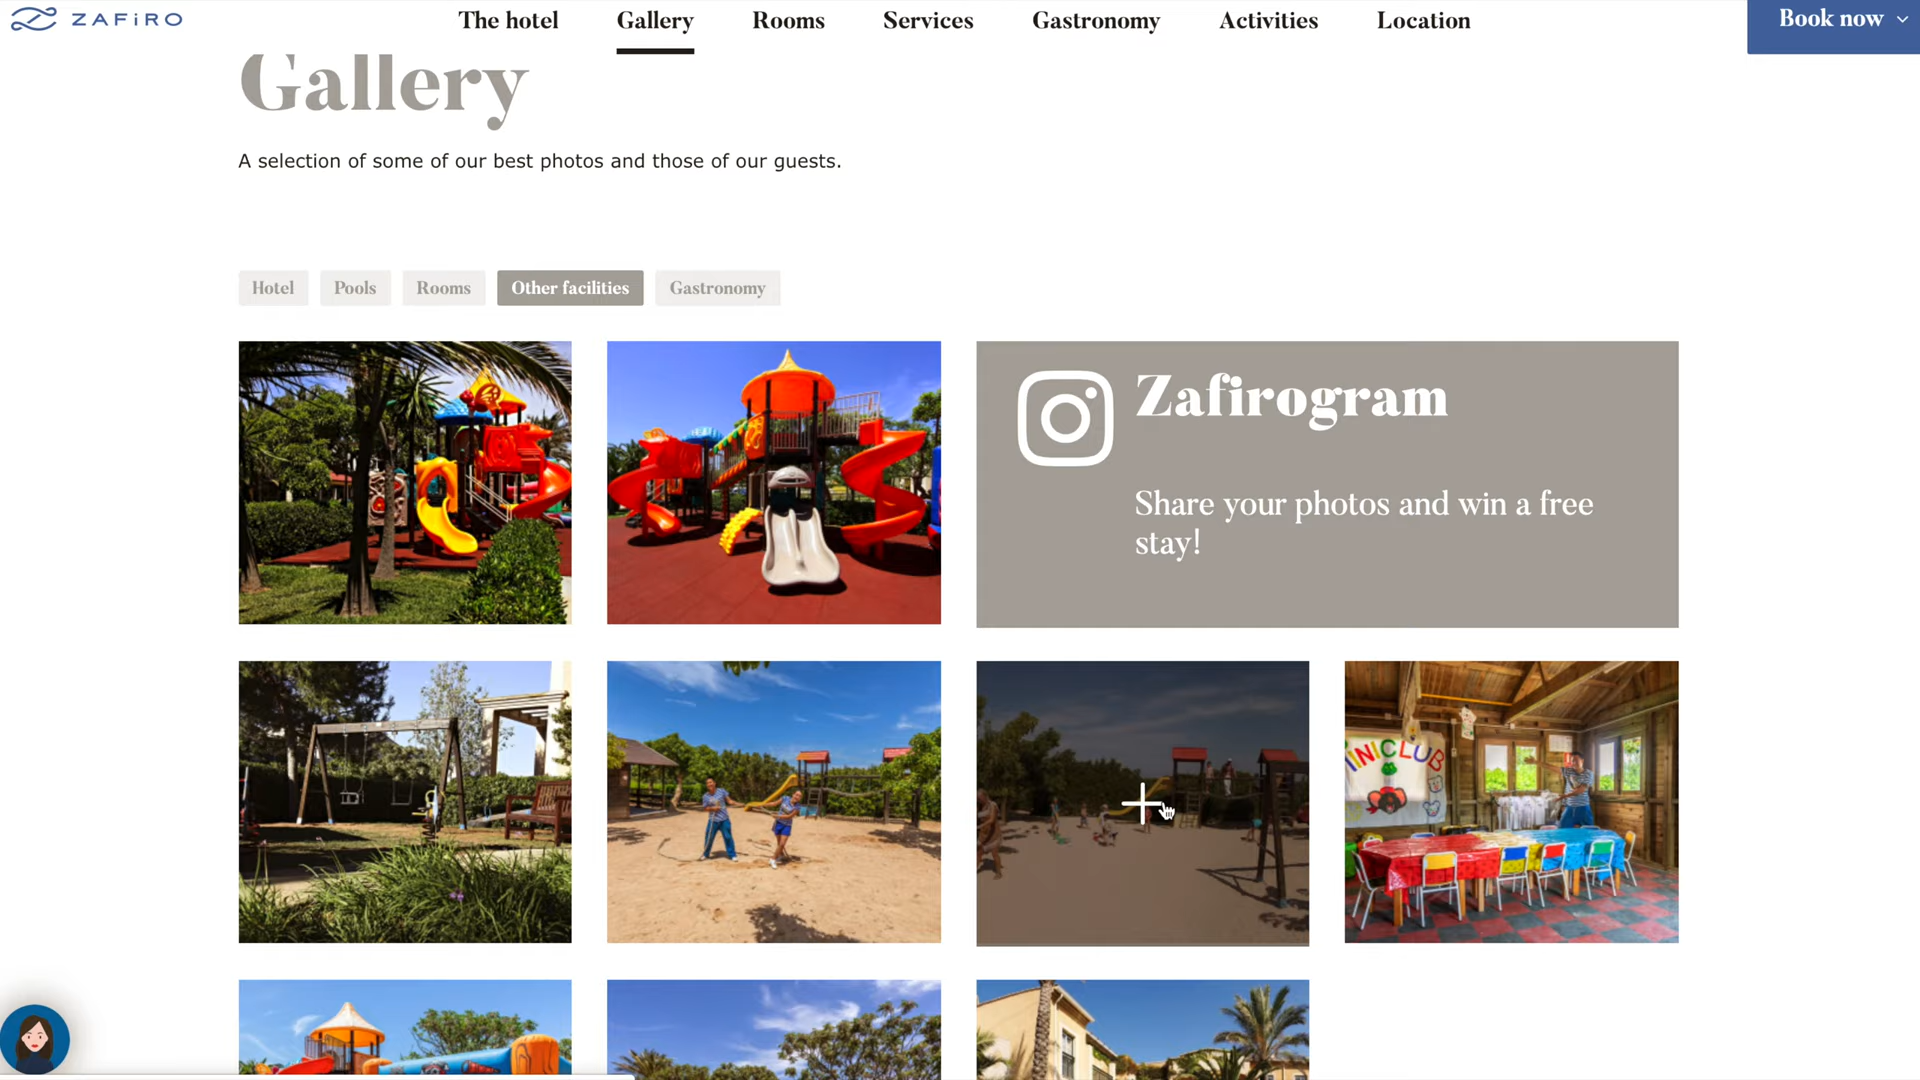 ZAFiRO
The hotel
Gallery
Rooms
Services
Gastronomy
Activities
Location
Book now
Gallery
A selection of some of our best photos and those of our guests.
Hotel
Pools
Rooms
Other facilities
Gastronomy
Zafirogram
Share your photos and win a free
stay!
MINICLUB